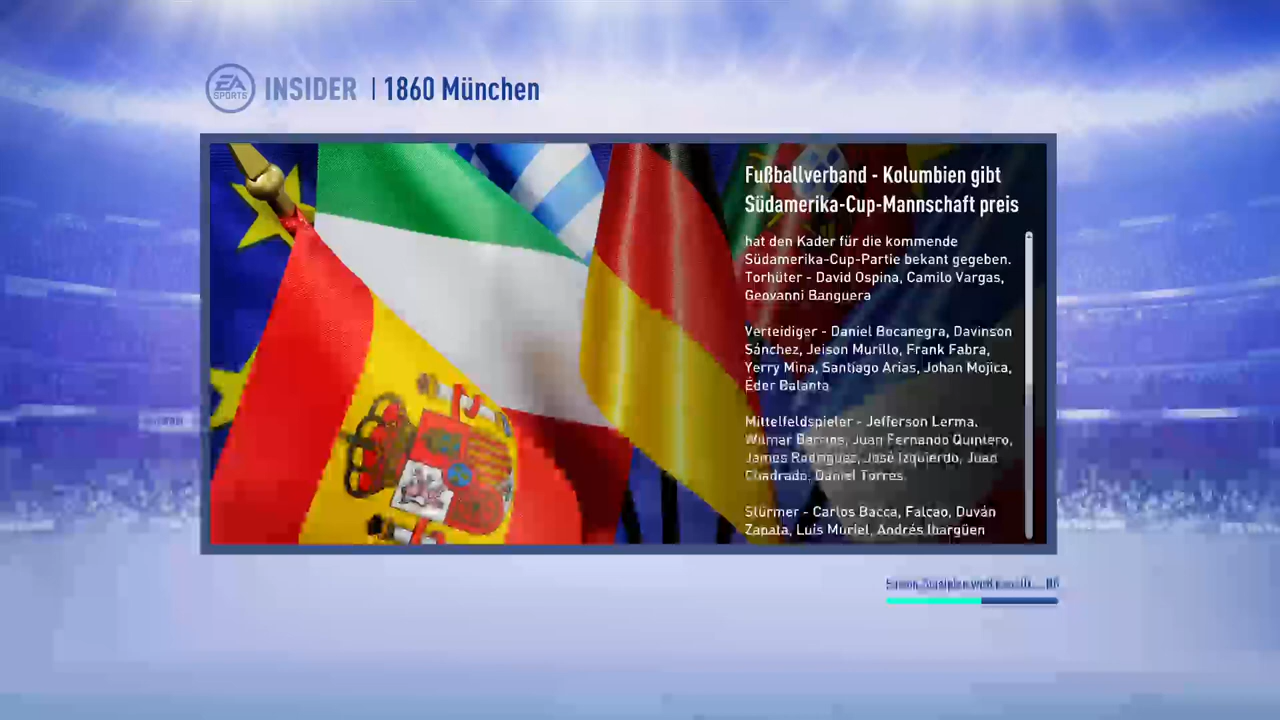 EA SPORTS INSIDER | 1860 München
Fußballverband - Kolumbien gibt
Südamerika-Cup-Mannschaft preis
hat den Kader für die kommende
Südamerika-Cup-Partie bekant gegeben.
Torhüter - David Ospina, Camilo Vargas,
Geovanni Banguera
Verteidiger - Daniel Bocanegra, Davinson
Sánchez, Jeison Murillo, Frank Fabra,
Yerry Mina, Santiago Arias, Johan Mojica,
Éder Balanta
Mittelfeldspieler - Jefferson Lerma,
Wilmar Barrios, Juan Fernando Quintero,
James Rodríguez, José Izquierdo, Juan
Cuadrado, Daniel Torres.
Stürmer - Carlos Bacca, Falcao, Duván
Zapata, Luis Muriel, Andrés Ibargüen